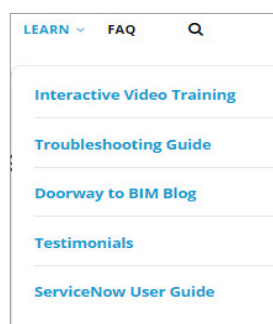 LEARN FAQ
Interactive Video Training
Troubleshooting Guide
Doorway to BIM Blog
Testimonials
ServiceNow User Guide